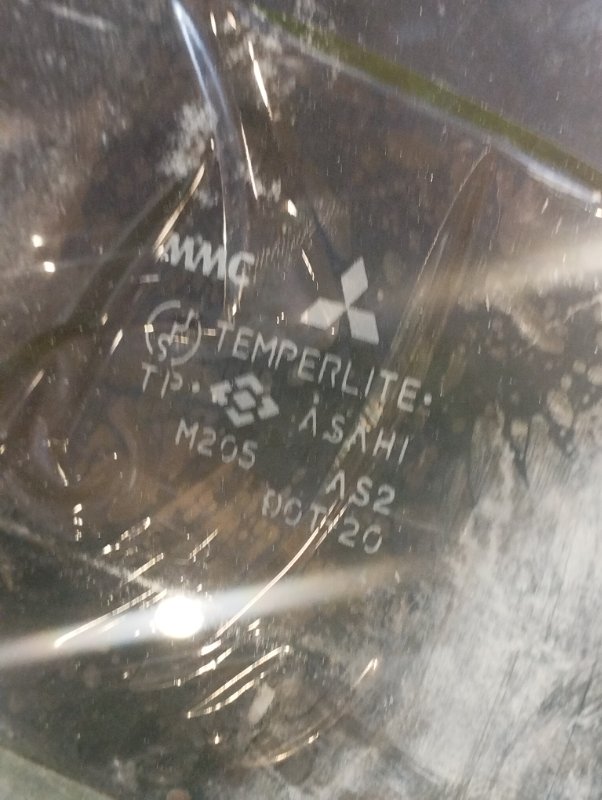 MMC
TEMPERLITE·
TP· ASAHI
M205 AS2
DOT 20